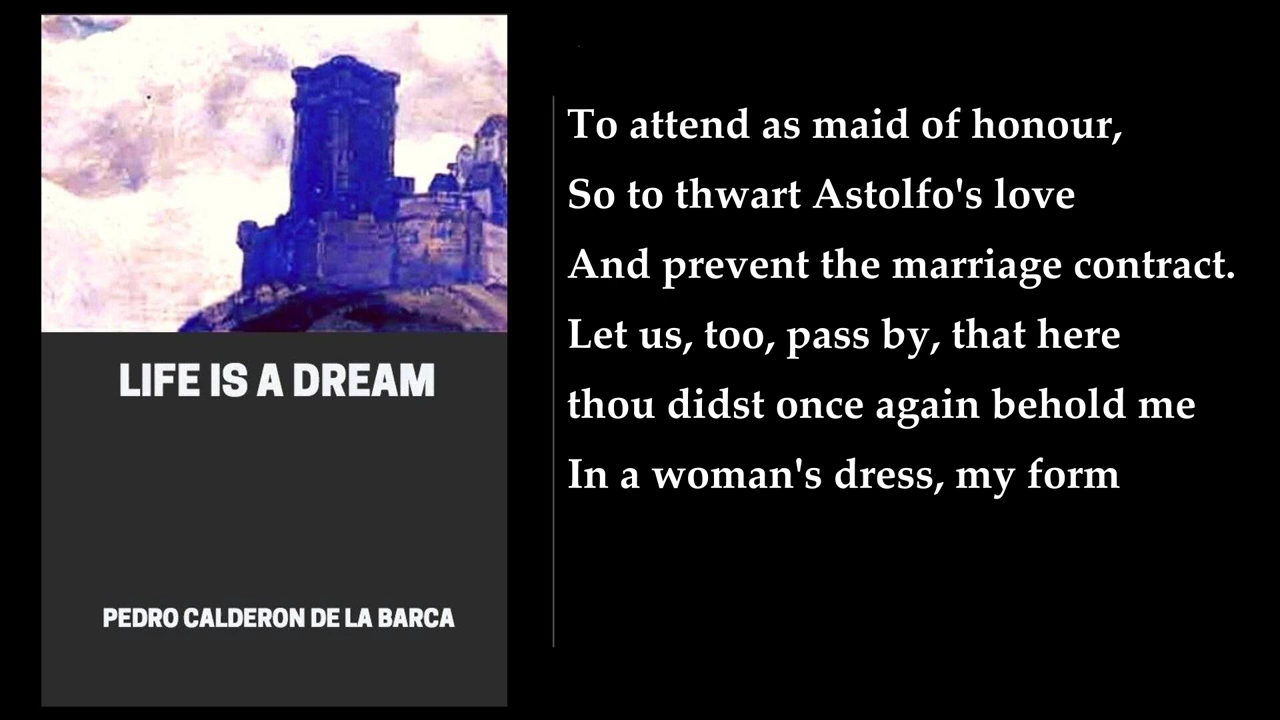 LIFE IS A DREAM
PEDRO CALDERON DE LA BARCA
To attend as maid of honour,
So to thwart Astolfo's love
And prevent the marriage contract.
Let us, too, pass by, that here
thou didst once again behold me
In a woman's dress, my form